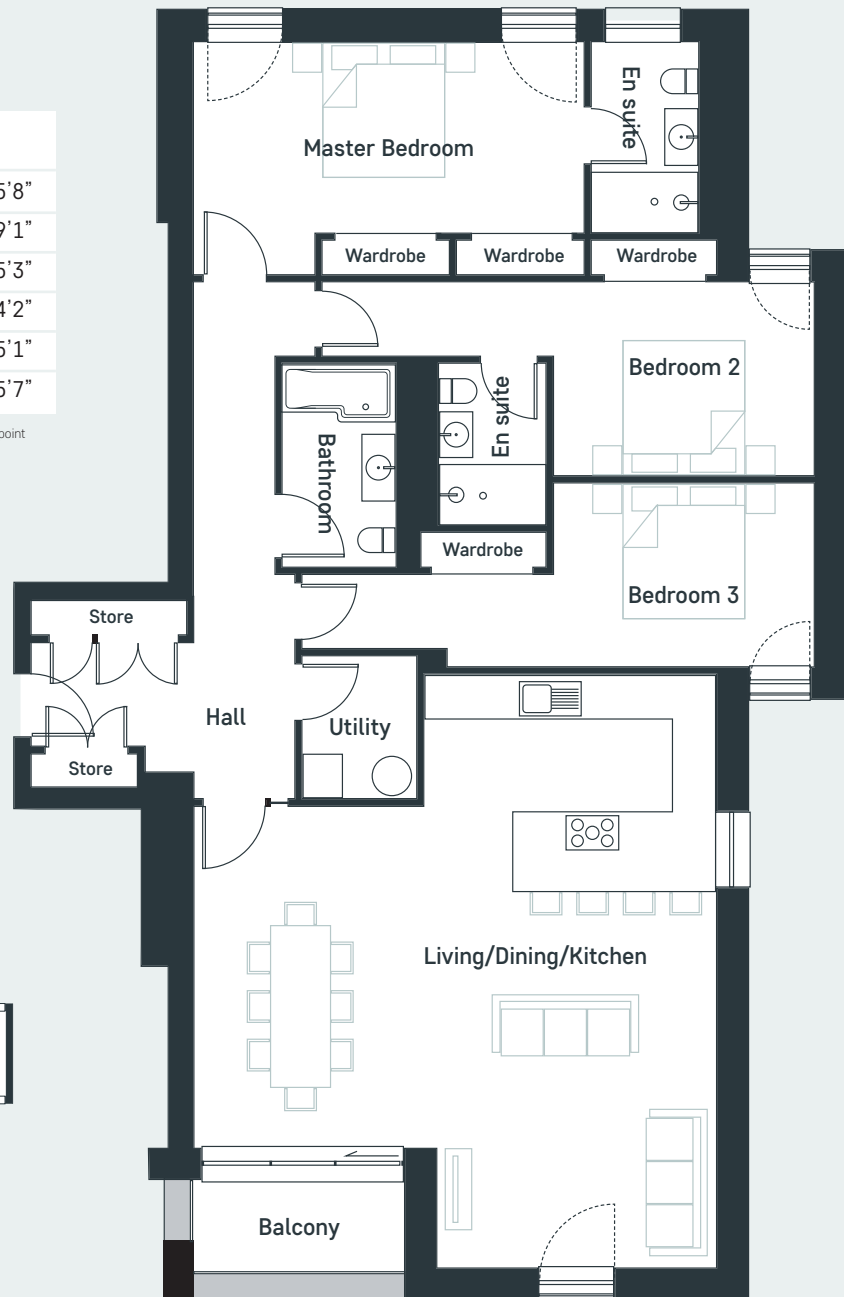 5'8"
9'1"
5'3"
4'2"
5'1"
5'7"
point
Master Bedroom
En suite
Wardrobe
Wardrobe
Wardrobe
Bedroom 2
En suite
Bathroom
Wardrobe
Bedroom 3
Store
Hall
Utility
Store
Living/Dining/Kitchen
Balcony